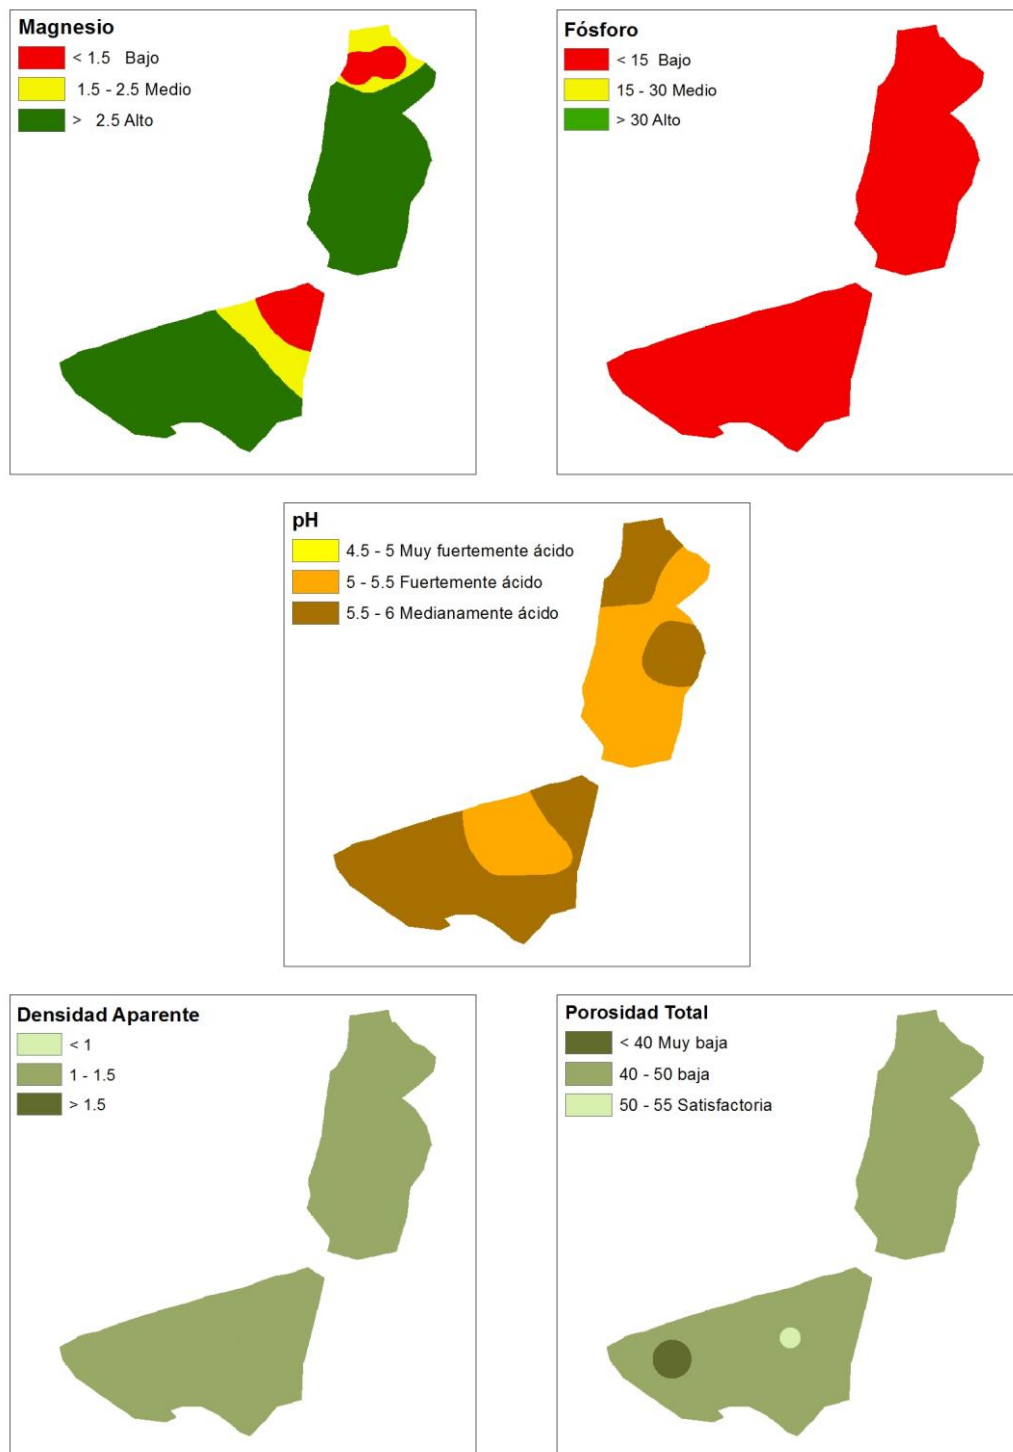 Magnesio
< 1.5 Bajo
1.5 - 2.5 Medio
> 2.5 Alto
Fósforo
< 15 Bajo
15 - 30 Medio
> 30 Alto
pH
4.5 - 5 Muy fuertemente ácido
5 - 5.5 Fuertemente ácido
5.5 - 6 Medianamente ácido
Densidad Aparente
< 1
1 - 1.5
> 1.5
Porosidad Total
< 40 Muy baja
40 - 50 baja
50 - 55 Satisfactoria